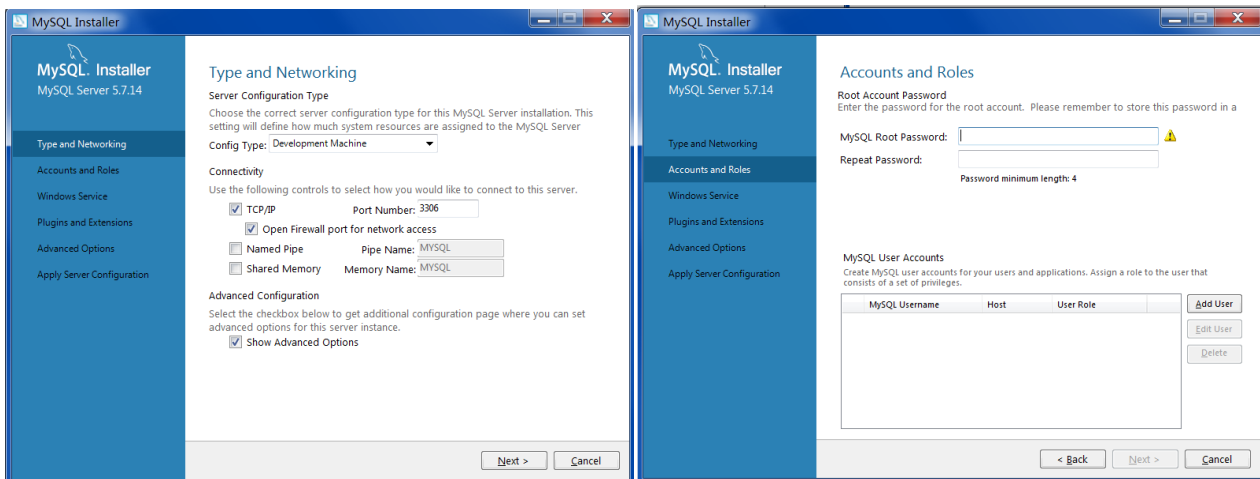 MySQL Installer
MySQL. Installer
MySQL Server 5.7.14
Type and Networking
Accounts and Roles
Windows Service
Plugins and Extensions
Advanced Options
Apply Server Configuration
Type and Networking
Server Configuration Type
Choose the correct server configuration type for this MySQL Server installation. This
setting will define how much system resources are assigned to the MySQL Server
Config Type: Development Machine
Connectivity
Use the following controls to select how you would like to connect to this server.
TCP/IP Port Number: 3306
Open Firewall port for network access
Named Pipe Pipe Name: MYSQL
Shared Memory Memory Name: MYSQL
Advanced Configuration
Select the checkbox below to get additional configuration page where you can set
advanced options for this server instance.
Show Advanced Options
Next > Cancel
MySQL Installer
MySQL. Installer
MySQL Server 5.7.14
Type and Networking
Accounts and Roles
Windows Service
Plugins and Extensions
Advanced Options
Apply Server Configuration
Accounts and Roles
Root Account Password
Enter the password for the root account. Please remember to store this password in a
MySQL Root Password:
Repeat Password:
Password minimum length: 4
MySQL User Accounts
Create MySQL user accounts for your users and applications. Assign a role to the user that
consists of a set of privileges.
MySQL Username Host User Role
Add User
Edit User
Delete
< Back Next > Cancel